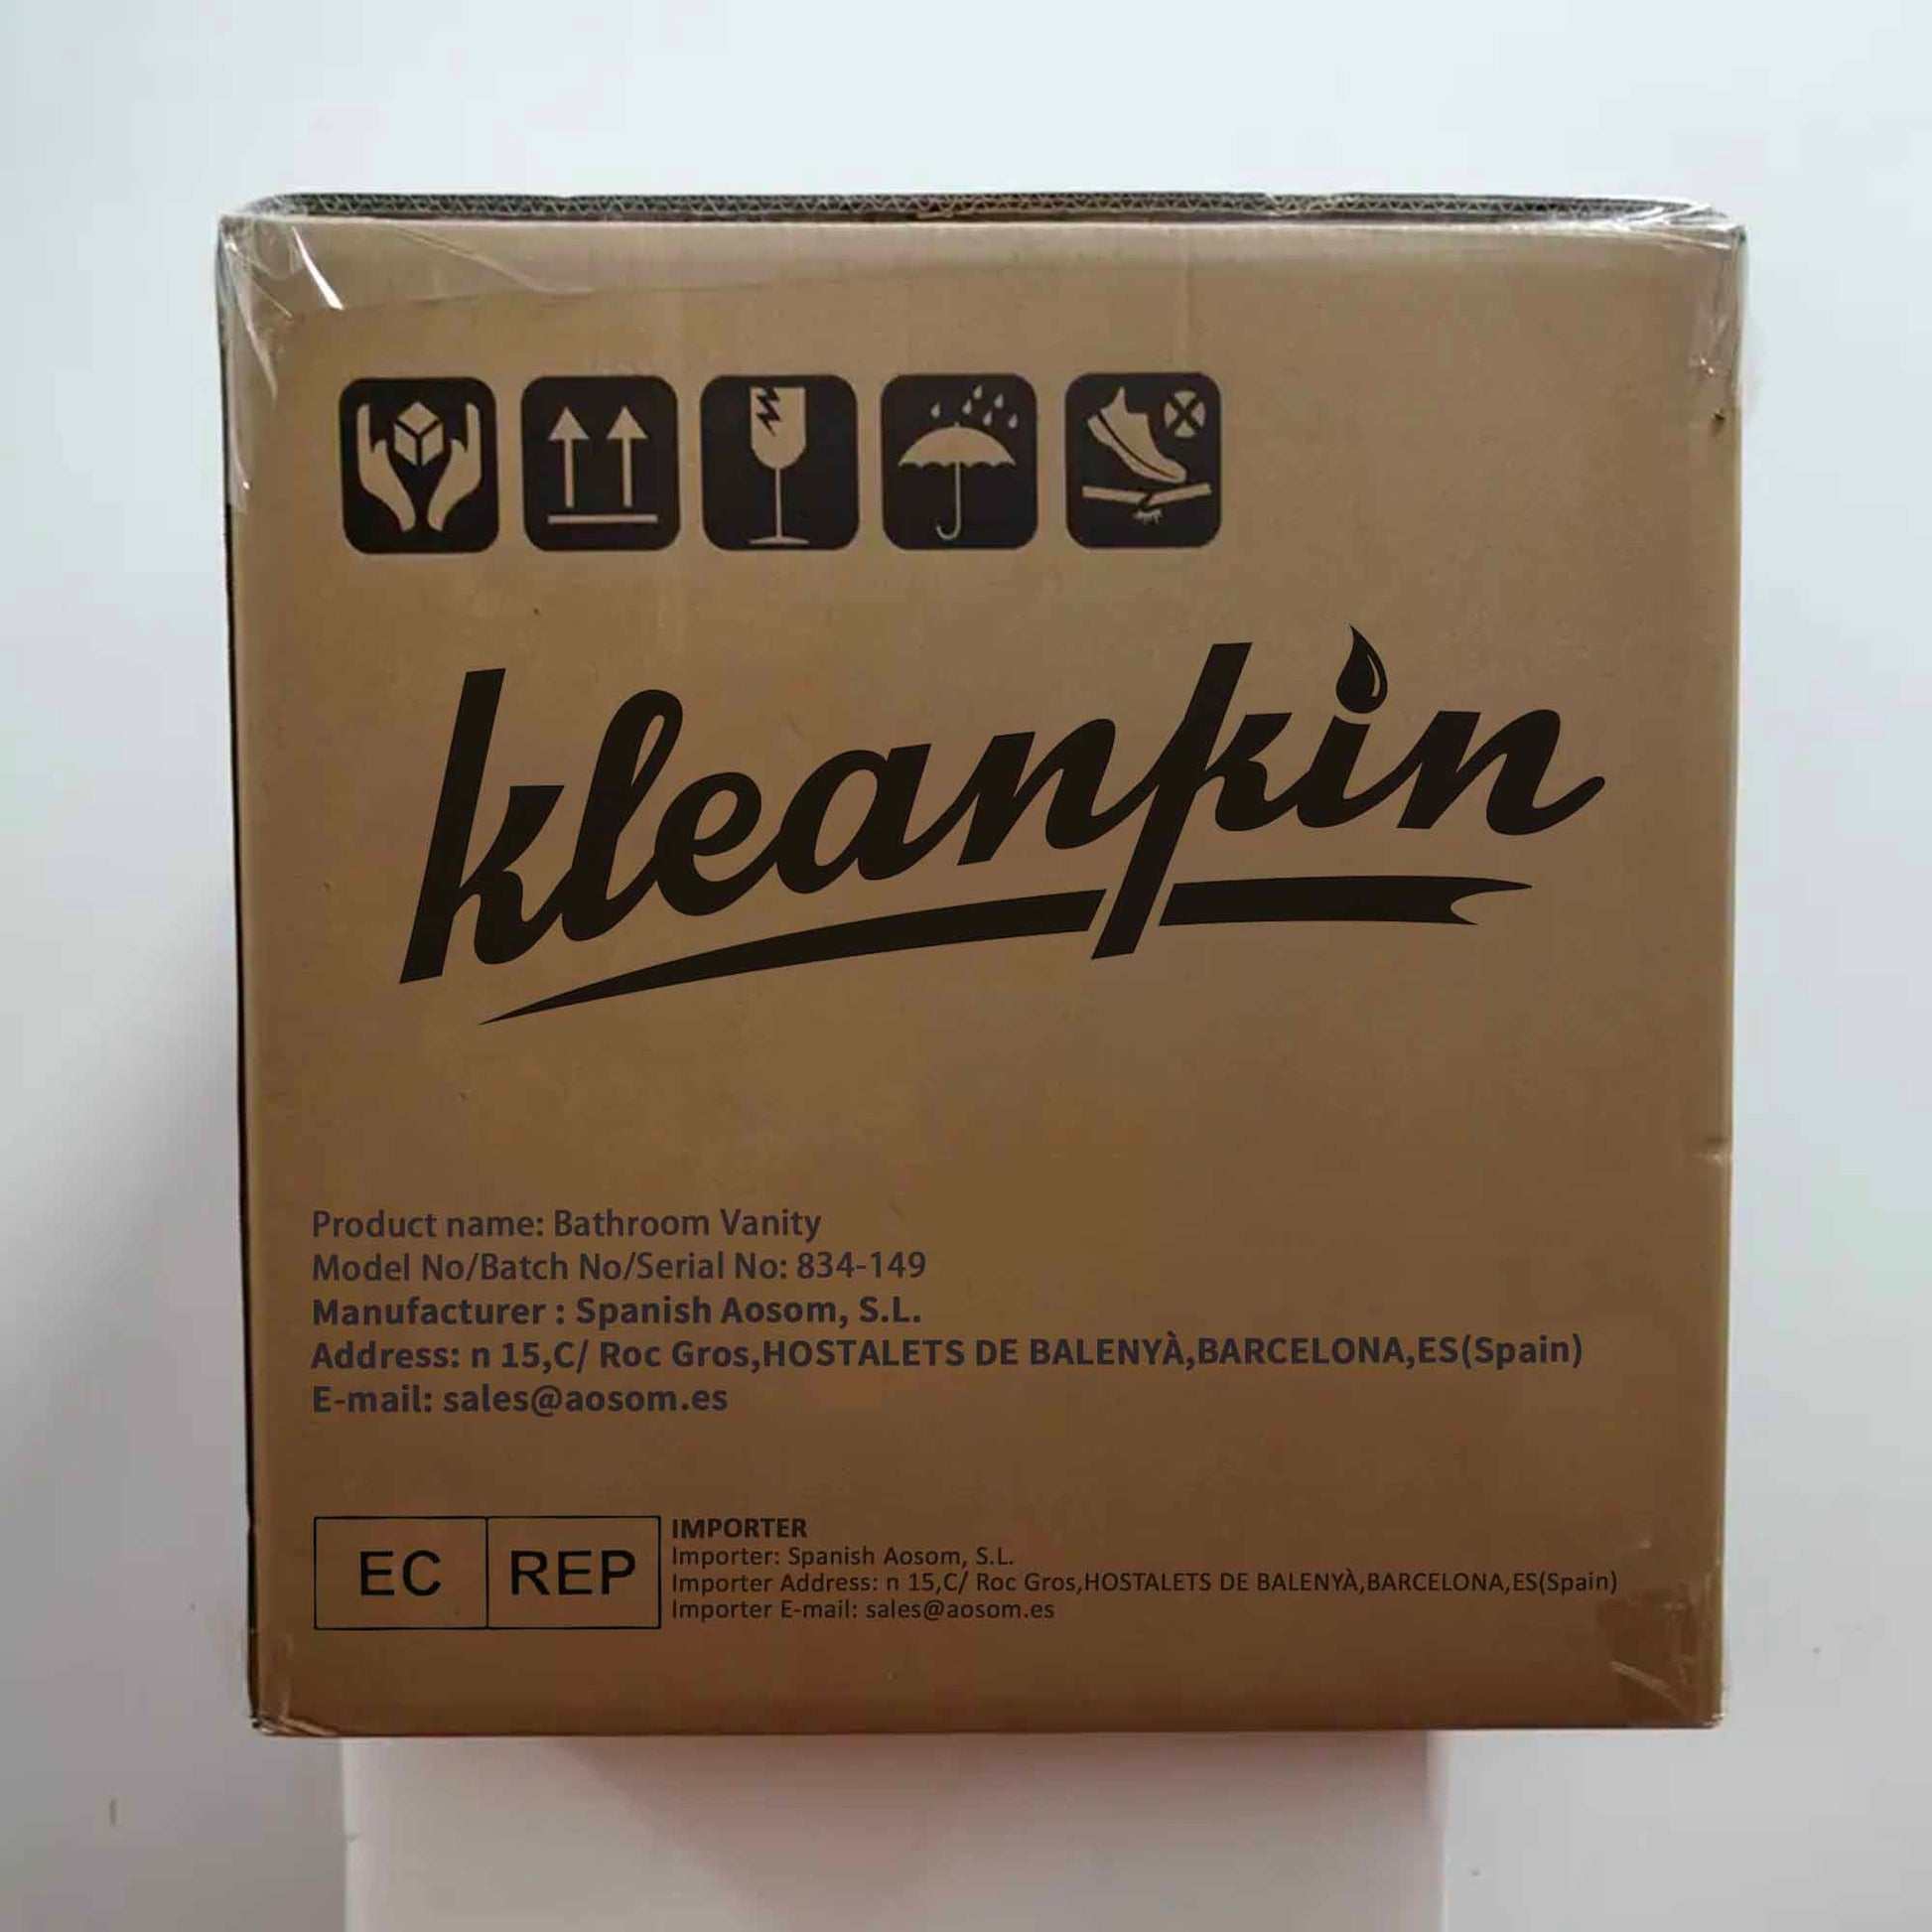 kleankin
Product name: Bathroom Vanity
Model No/Batch No/Serial No: 834-149
Manufacturer : Spanish Aosom, S.L.
Address: n 15,C/ Roc Gros,HOSTALETS DE BALENYÀ,BARCELONA,ES(Spain)
E-mail: sales@aosom.es
EC REP
IMPORTER
Importer: Spanish Aosom, S.L.
Importer Address: n 15,C/ Roc Gros,HOSTALETS DE BALENYÀ,BARCELONA,ES(Spain)
Importer E-mail: sales@aosom.es